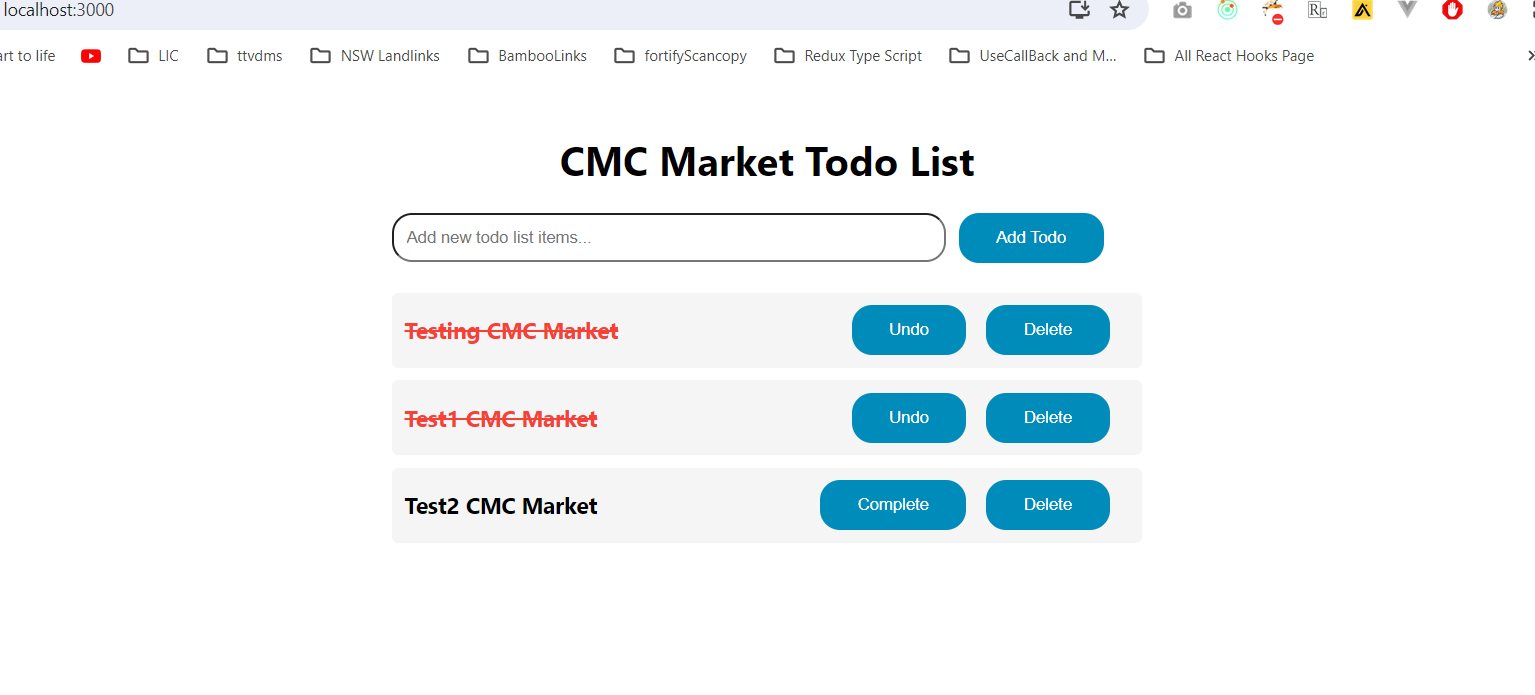 localhost:3000
art to life LIC ttvdms NSW Landlinks BambooLinks fortifyScancopy Redux Type Script UseCallBack and M... All React Hooks Page
CMC Market Todo List
Add new todo list items... Add Todo
Testing CMC Market Undo Delete
Test1 CMC Market Undo Delete
Test2 CMC Market Complete Delete